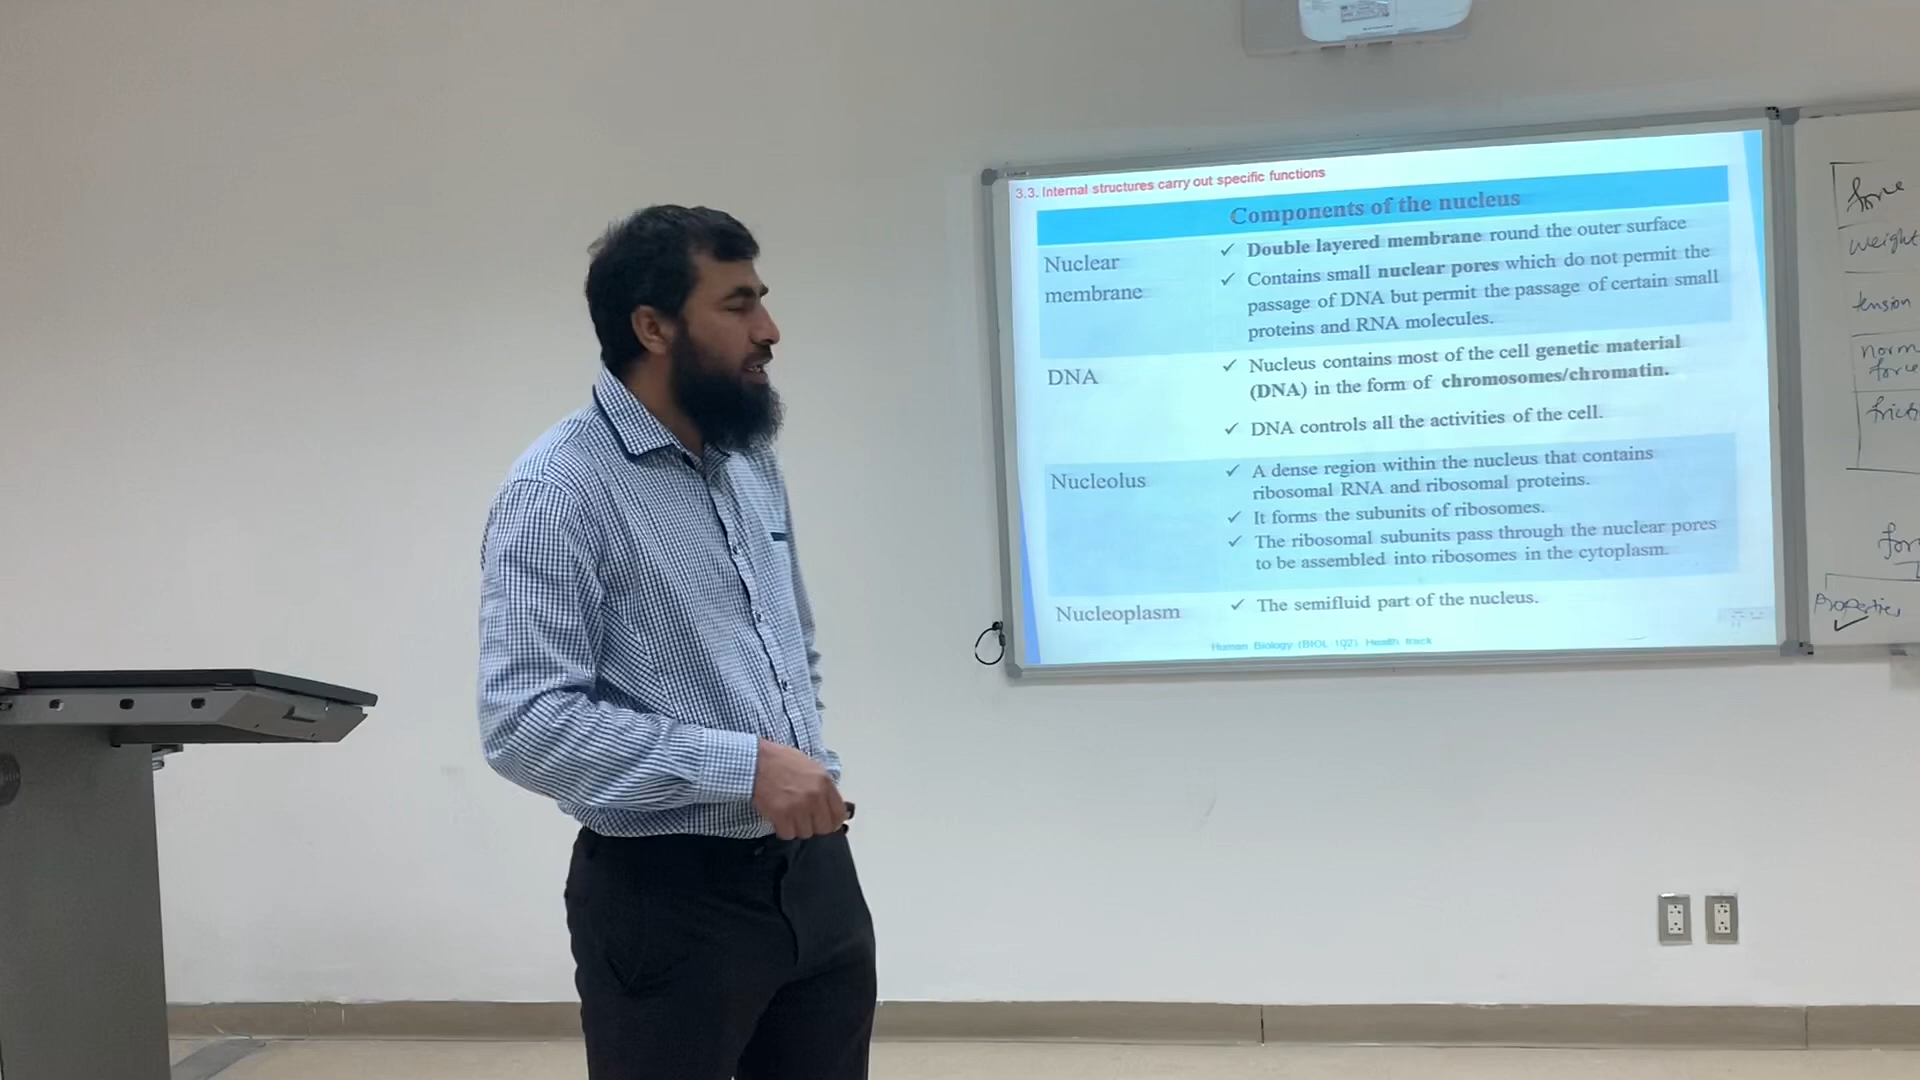 3.3. Internal structures carry out specific functions
Components of the nucleus
Nuclear
membrane
✓ Double layered membrane round the outer surface
✓ Contains small nuclear pores which do not permit the
passage of DNA but permit the passage of certain small
proteins and RNA molecules.
DNA
✓ Nucleus contains most of the cell genetic material
(DNA) in the form of chromosomes/chromatin.
✓ DNA controls all the activities of the cell.
Nucleolus
✓ A dense region within the nucleus that contains
ribosomal RNA and ribosomal proteins.
✓ It forms the subunits of ribosomes.
✓ The ribosomal subunits pass through the nuclear pores
to be assembled into ribosomes in the cytoplasm.
Nucleoplasm
✓ The semifluid part of the nucleus.
Human Biology (BIOL 102) Health track
force
weight
tension
norm
force
frict
for
Properties